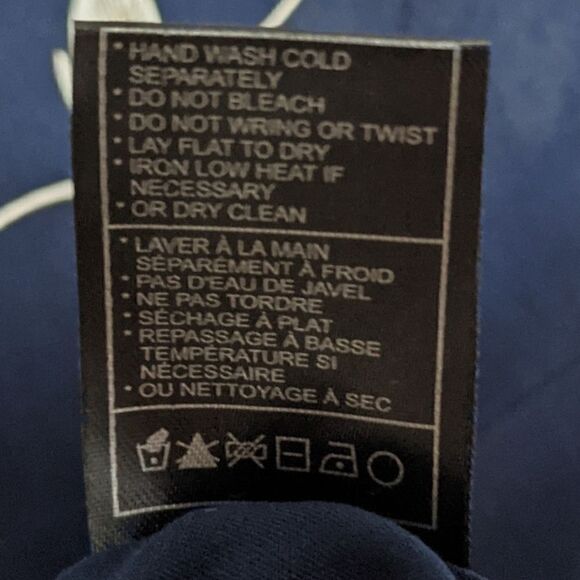 * HAND WASH COLD
SEPARATELY
* DO NOT BLEACH
* DO NOT WRING OR TWIST
* LAY FLAT TO DRY
* IRON LOW HEAT IF
NECESSARY
* OR DRY CLEAN
* LAVER À LA MAIN
SÉPARÉMENT À FROID
* PAS D'EAU DE JAVEL
* NE PAS TORDRE
* SÉCHAGE À PLAT
* REPASSAGE À BASSE
TEMPÉRATURE SI
NÉCESSAIRE
* OU NETTOYAGE À SEC